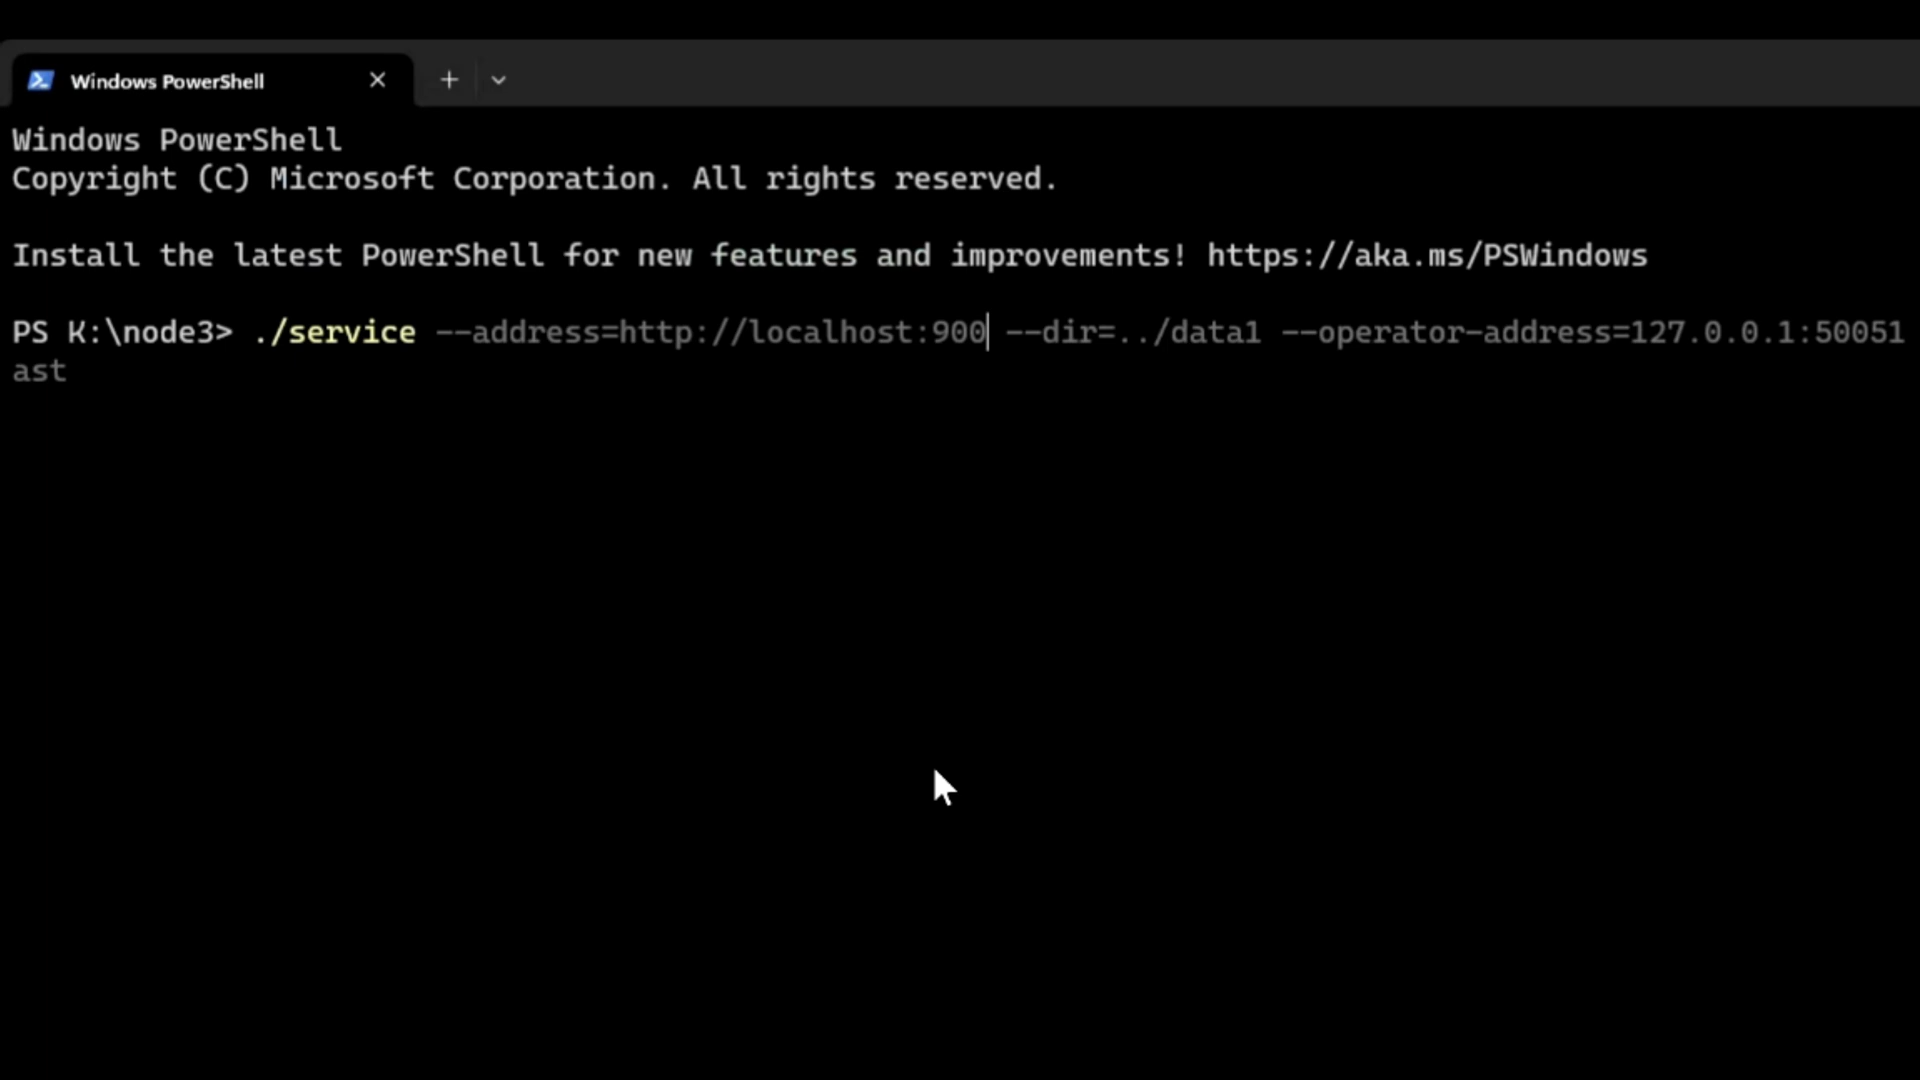 Windows PowerShell
Windows PowerShell
Copyright (C) Microsoft Corporation. All rights reserved.
Install the latest PowerShell for new features and improvements! https://aka.ms/PSWindows
PS K:\node3> ./service --address=http://localhost:900 --dir=../data1 --operator-address=127.0.0.1:50051
ast